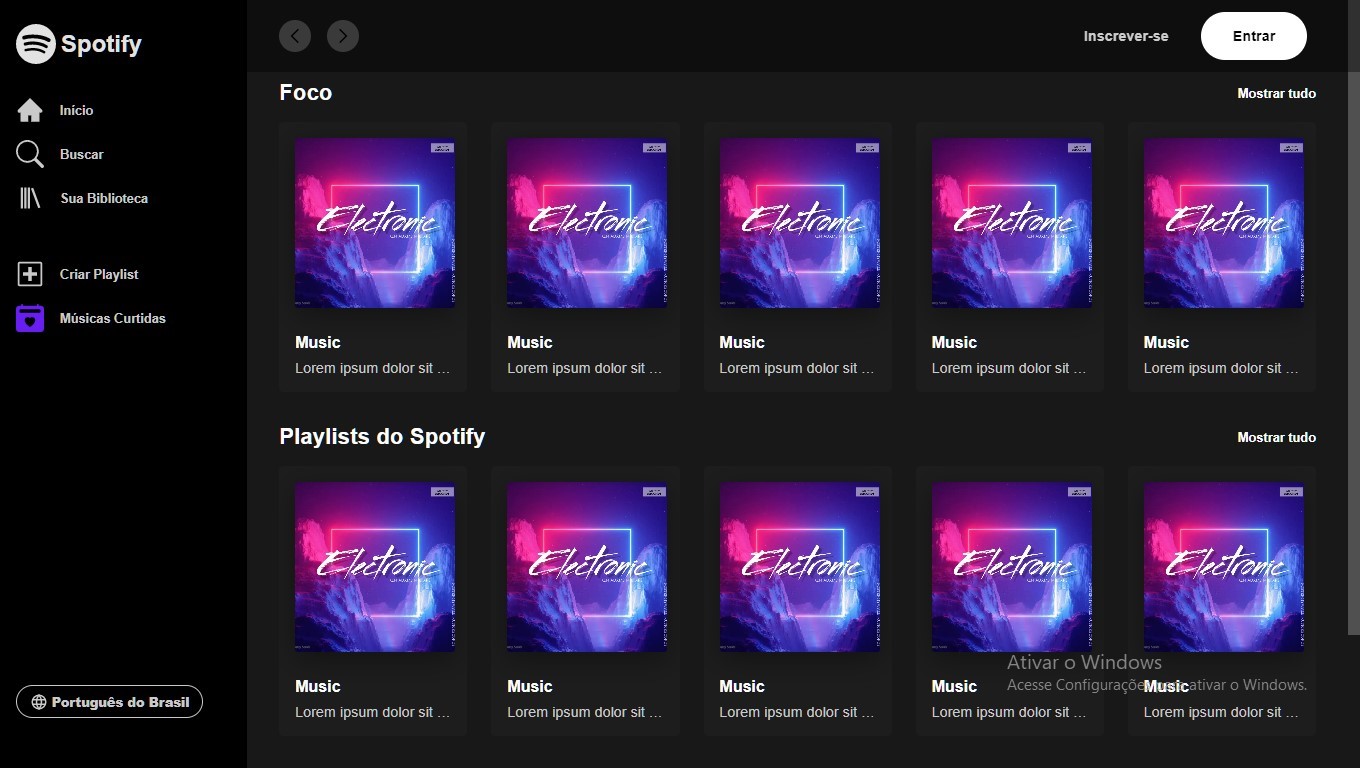 Spotify
Início
Buscar
Sua Biblioteca
Criar Playlist
Músicas Curtidas
Português do Brasil
Inscrever-se
Entrar
Foco
Mostrar tudo
Electronic
Electronic
Electronic
Electronic
Electronic
Music
Music
Music
Music
Music
Lorem ipsum dolor sit ...
Lorem ipsum dolor sit ...
Lorem ipsum dolor sit ...
Lorem ipsum dolor sit ...
Lorem ipsum dolor sit ...
Playlists do Spotify
Mostrar tudo
Electronic
Electronic
Electronic
Electronic
Electronic
Music
Music
Music
Music
Music
Lorem ipsum dolor sit ...
Lorem ipsum dolor sit ...
Lorem ipsum dolor sit ...
Lorem ipsum dolor sit ...
Lorem ipsum dolor sit ...
Ativar o Windows
Acesse Configurações para ativar o Windows.